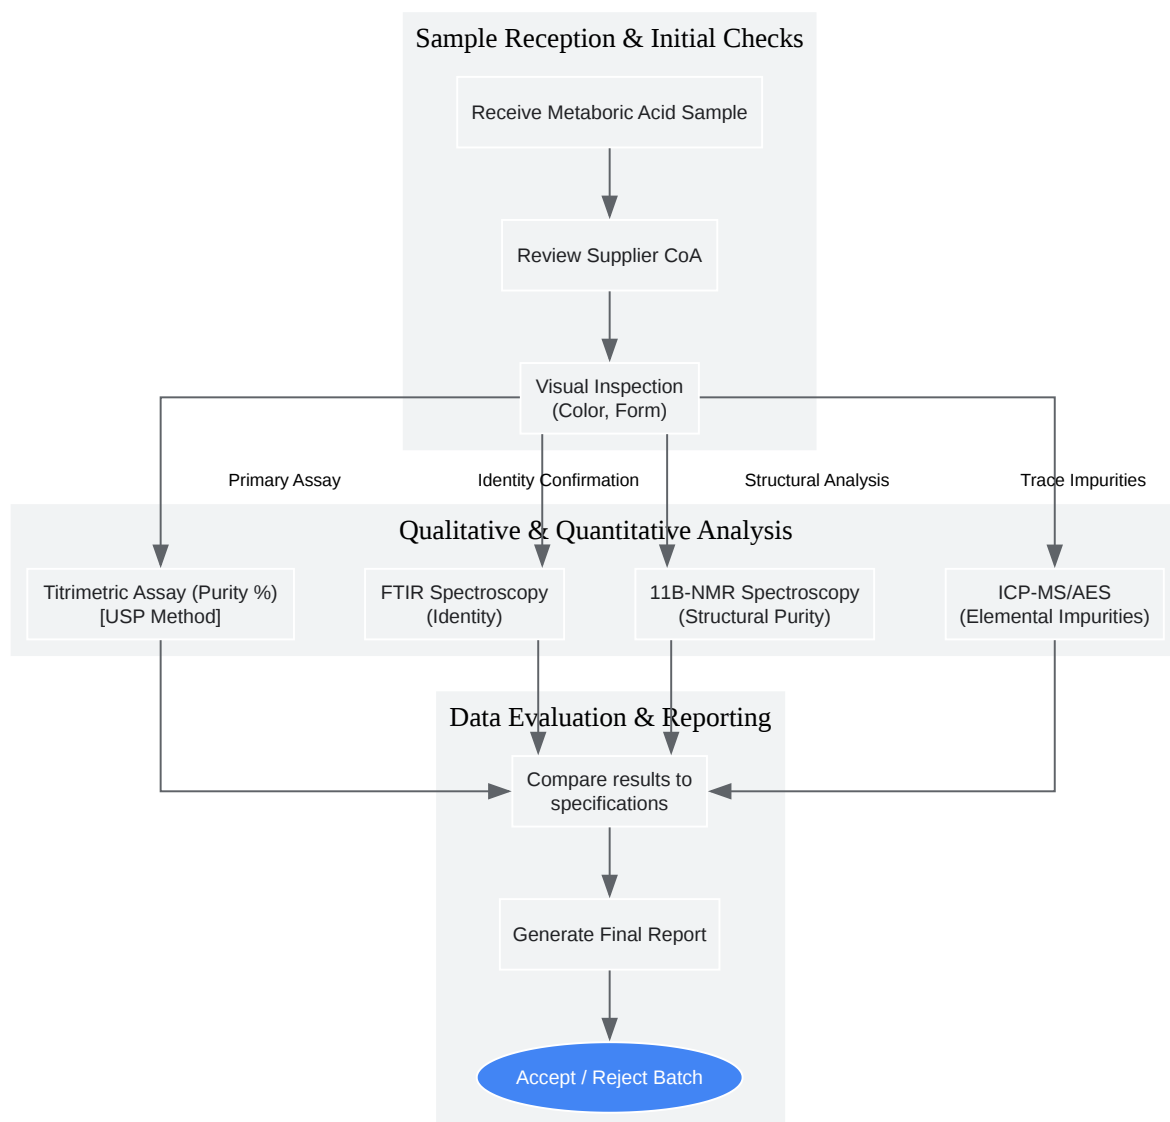 Sample Reception & Initial Checks
Receive Metaboric Acid Sample
Review Supplier CoA
Visual Inspection
(Color, Form)
Primary Assay
Identity Confirmation
Structural Analysis
Trace Impurities
Qualitative & Quantitative Analysis
Titrimetric Assay (Purity %)
[USP Method]
FTIR Spectroscopy
(Identity)
11B-NMR Spectroscopy
(Structural Purity)
ICP-MS/AES
(Elemental Impurities)
Data Evaluation & Reporting
Compare results to
specifications
Generate Final Report
Accept / Reject Batch